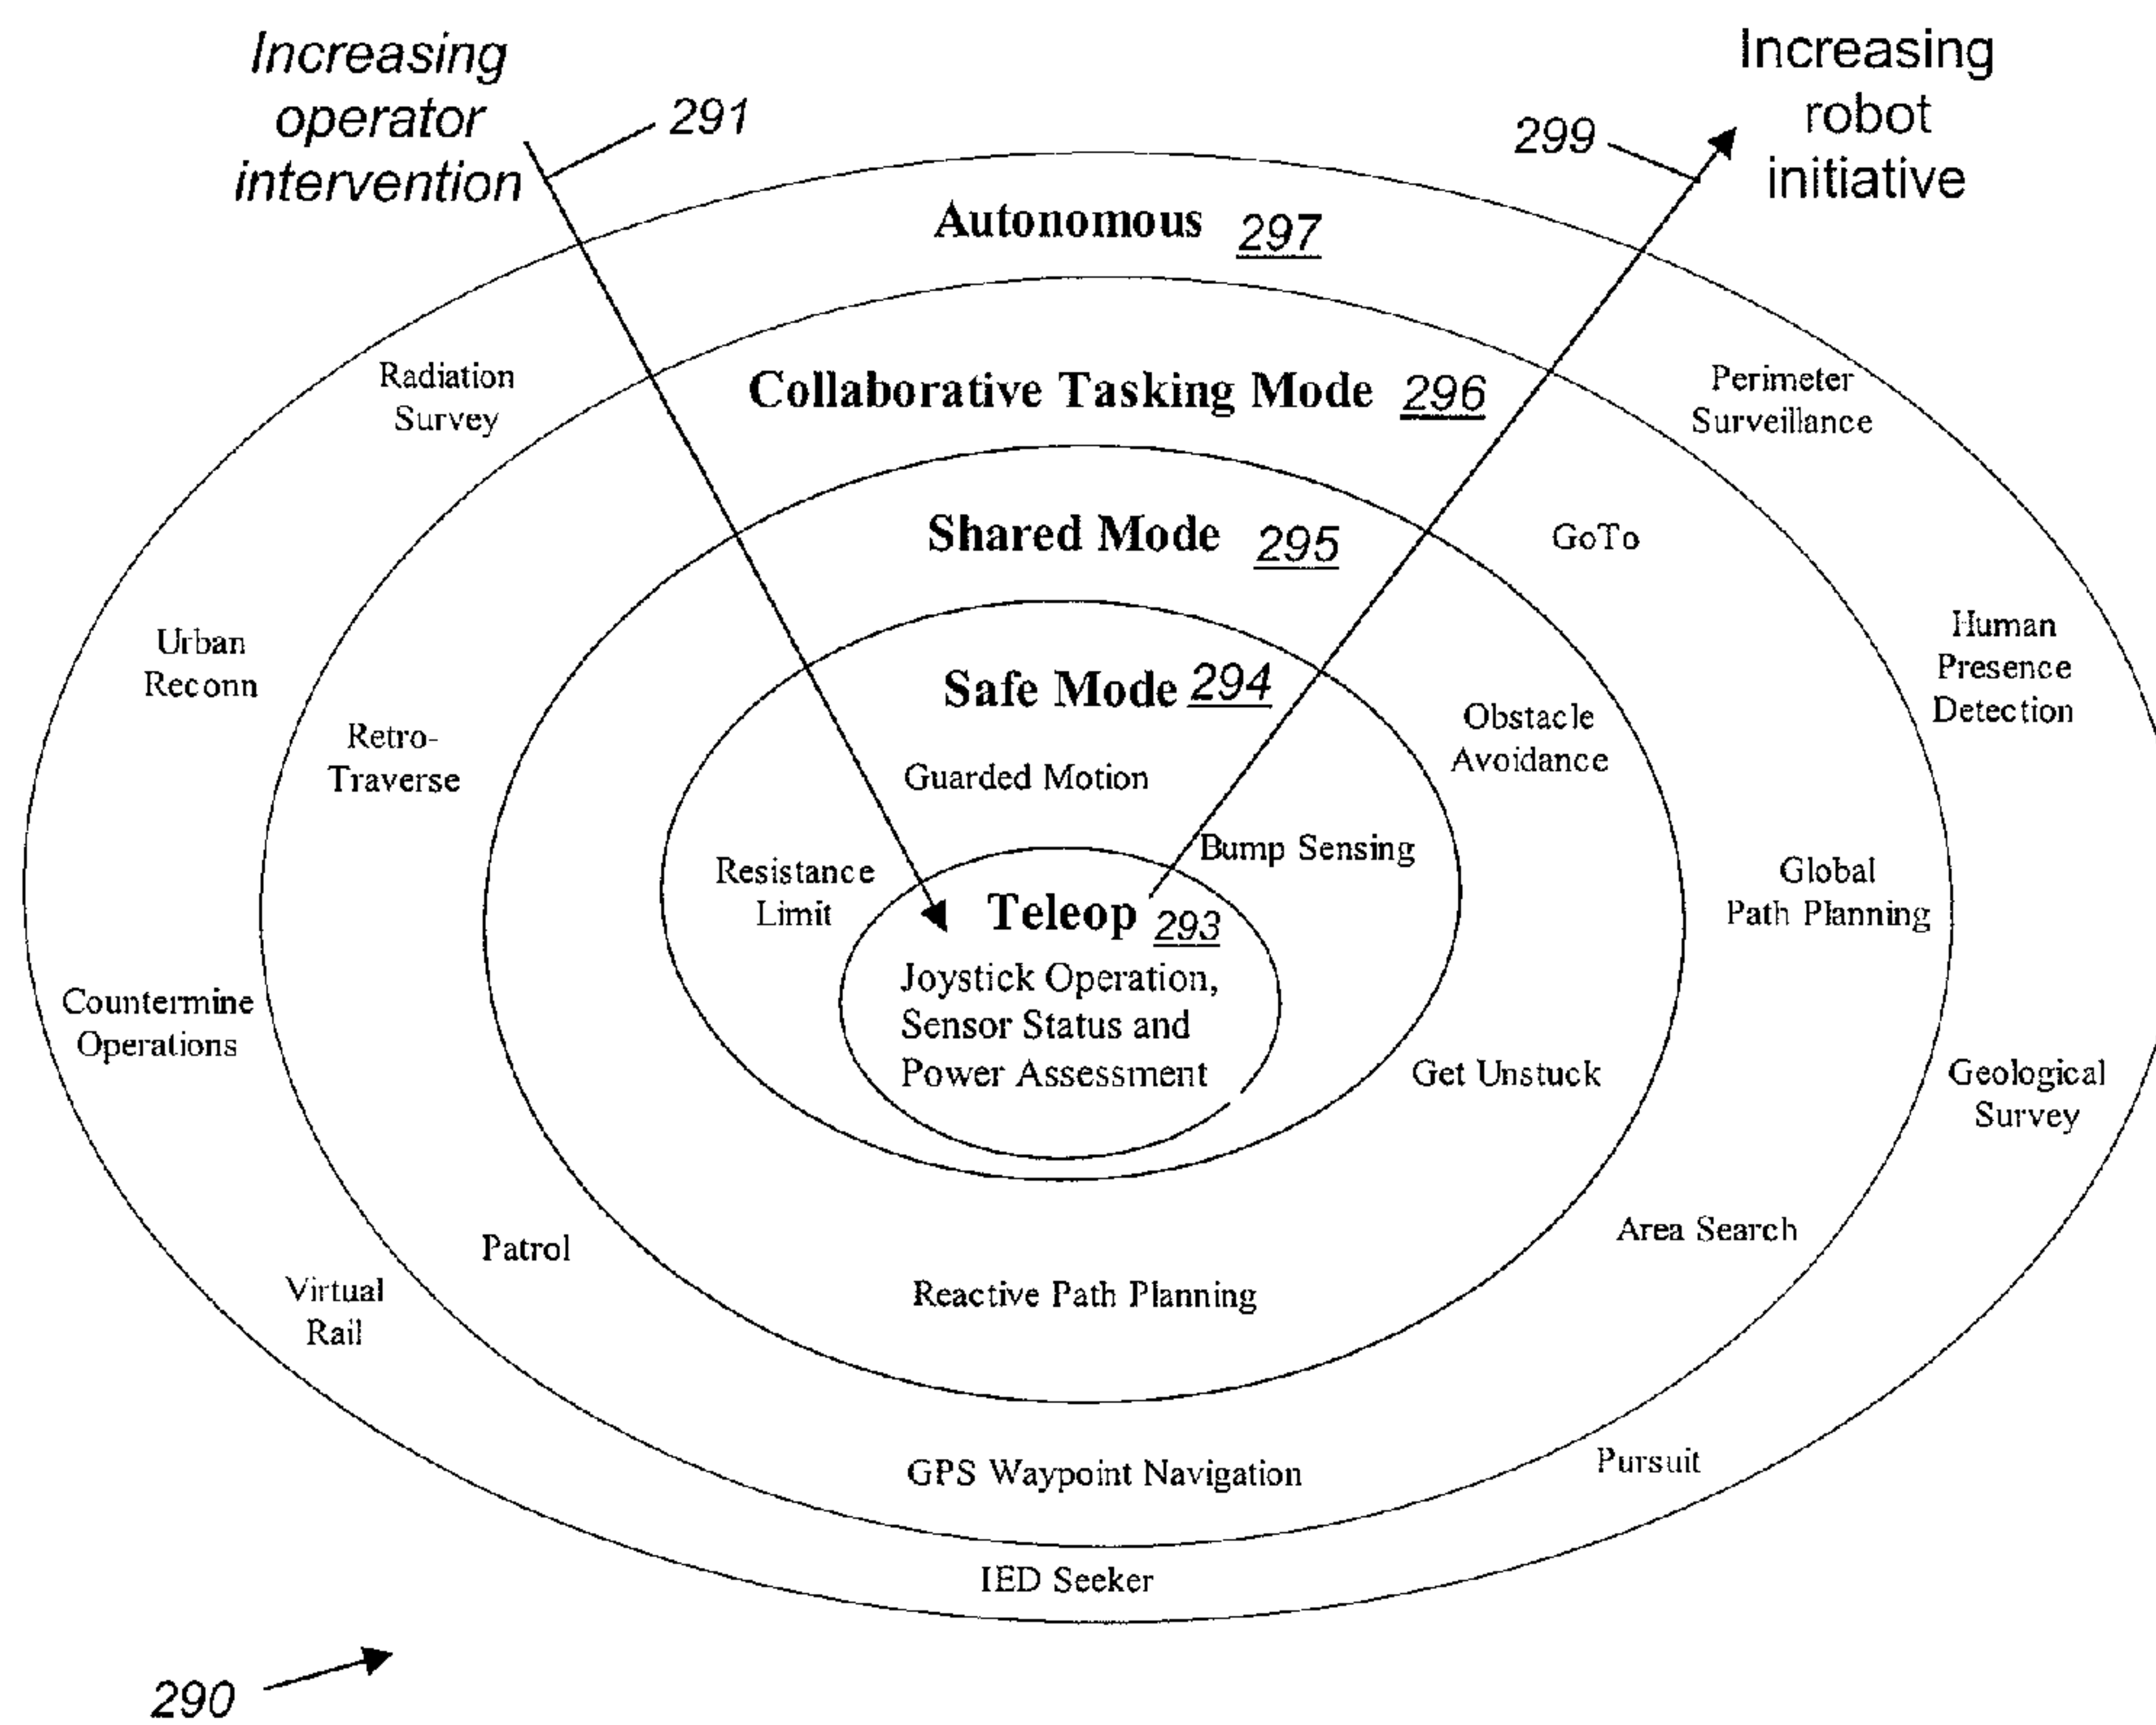 Increasing
operator
intervention
291
299
Increasing
robot
initiative
Autonomous 297
Radiation
Survey
Collaborative Tasking Mode 296
Perimeter
Surveillance
Shared Mode 295
GoTo
Urban
Reconn
Human
Presence
Detection
Safe Mode 294
Retro-
Traverse
Obstacle
Avoidance
Guarded Motion
Bump Sensing
Resistance
Limit
Global
Path Planning
Teleop 293
Joystick Operation,
Sensor Status and
Power Assessment
Countermine
Operations
Get Unstuck
Geological
Survey
Patrol
Area Search
Virtual
Rail
Reactive Path Planning
GPS Waypoint Navigation
Pursuit
IED Seeker
290